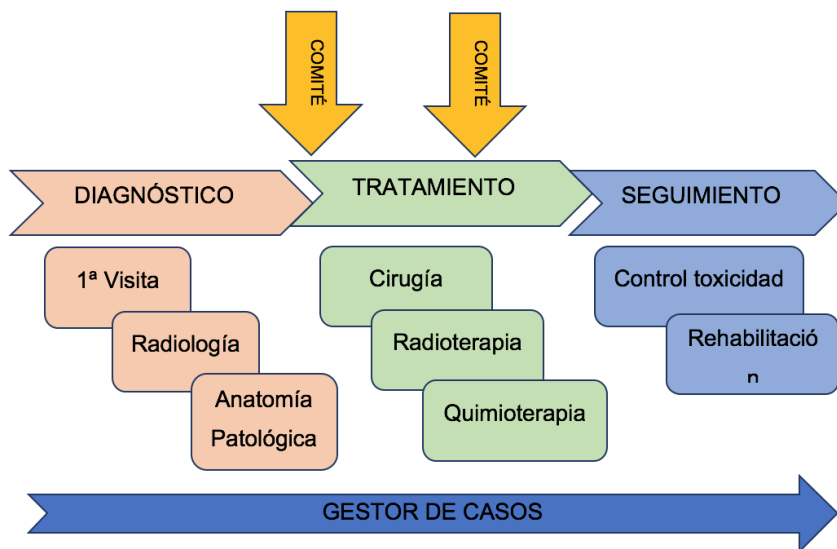 COMITÉ
COMITÉ
DIAGNÓSTICO
TRATAMIENTO
SEGUIMIENTO
1ª Visita
Radiología
Anatomía
Patológica
Cirugía
Radioterapia
Quimioterapia
Control toxicidad
Rehabilitació
n
GESTOR DE CASOS